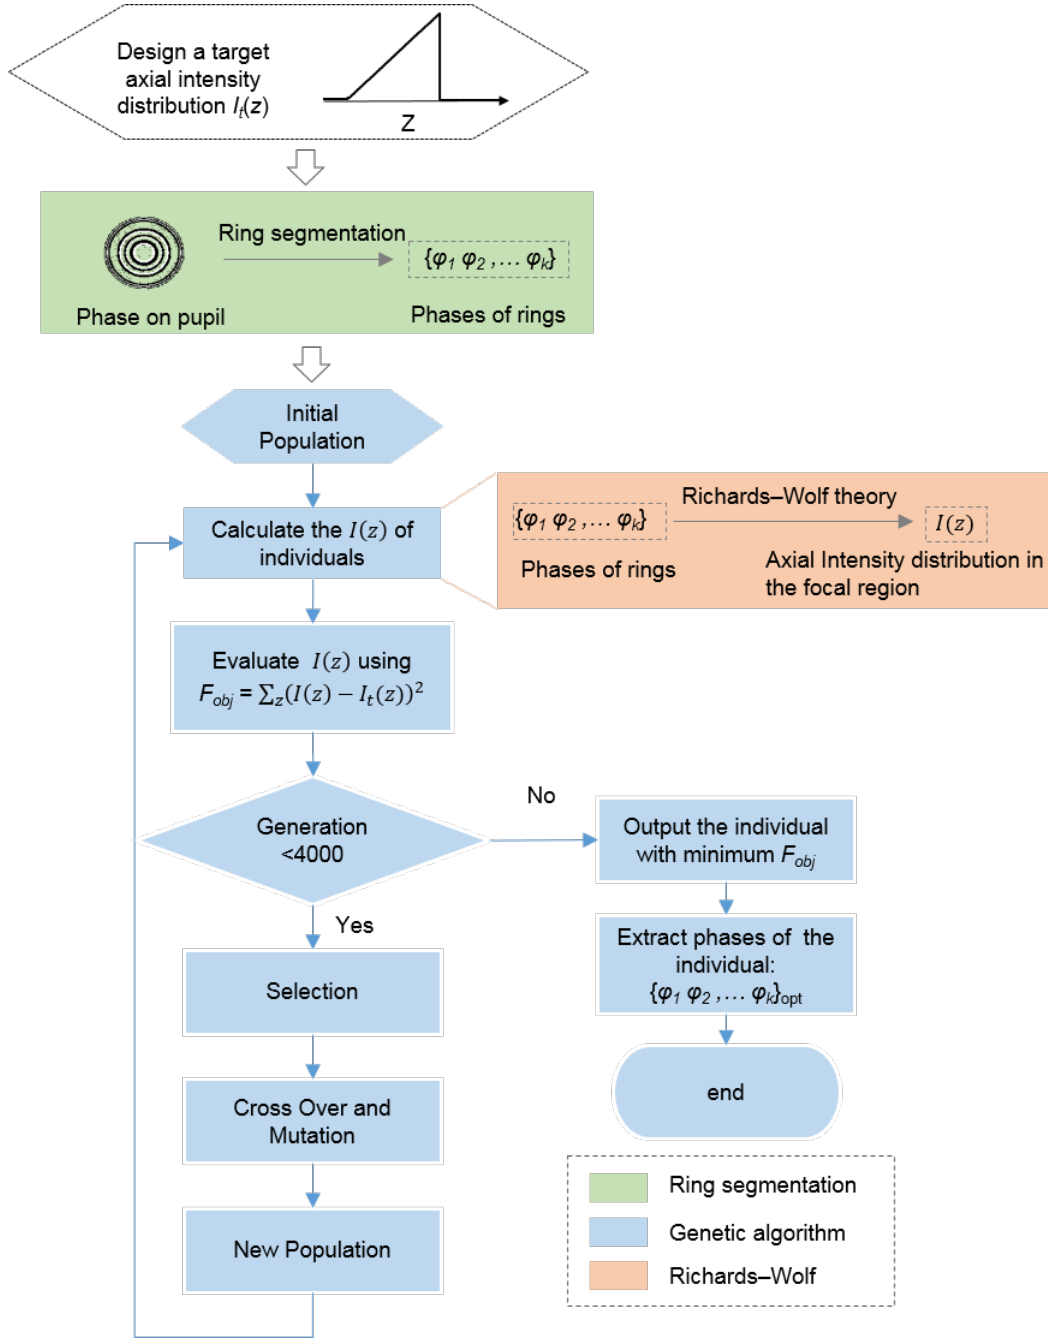 Design a target
axial intensity
distribution It(z)
Z
Ring segmentation
{φ1 φ2 ,... φk}
Phase on pupil
Phases of rings
Initial
Population
Calculate the I(z) of
individuals
{φ1 φ2 ,... φk}
Richards–Wolf theory
I(z)
Phases of rings
Axial Intensity distribution in
the focal region
Evaluate I(z) using
Fobj = ∑z(I(z) − It(z))²
Generation
<4000
No
Yes
Output the individual
with minimum Fobj
Extract phases of the
individual:
{φ1 φ2 ,... φk}opt
end
Selection
Cross Over and
Mutation
New Population
Ring segmentation
Genetic algorithm
Richards–Wolf